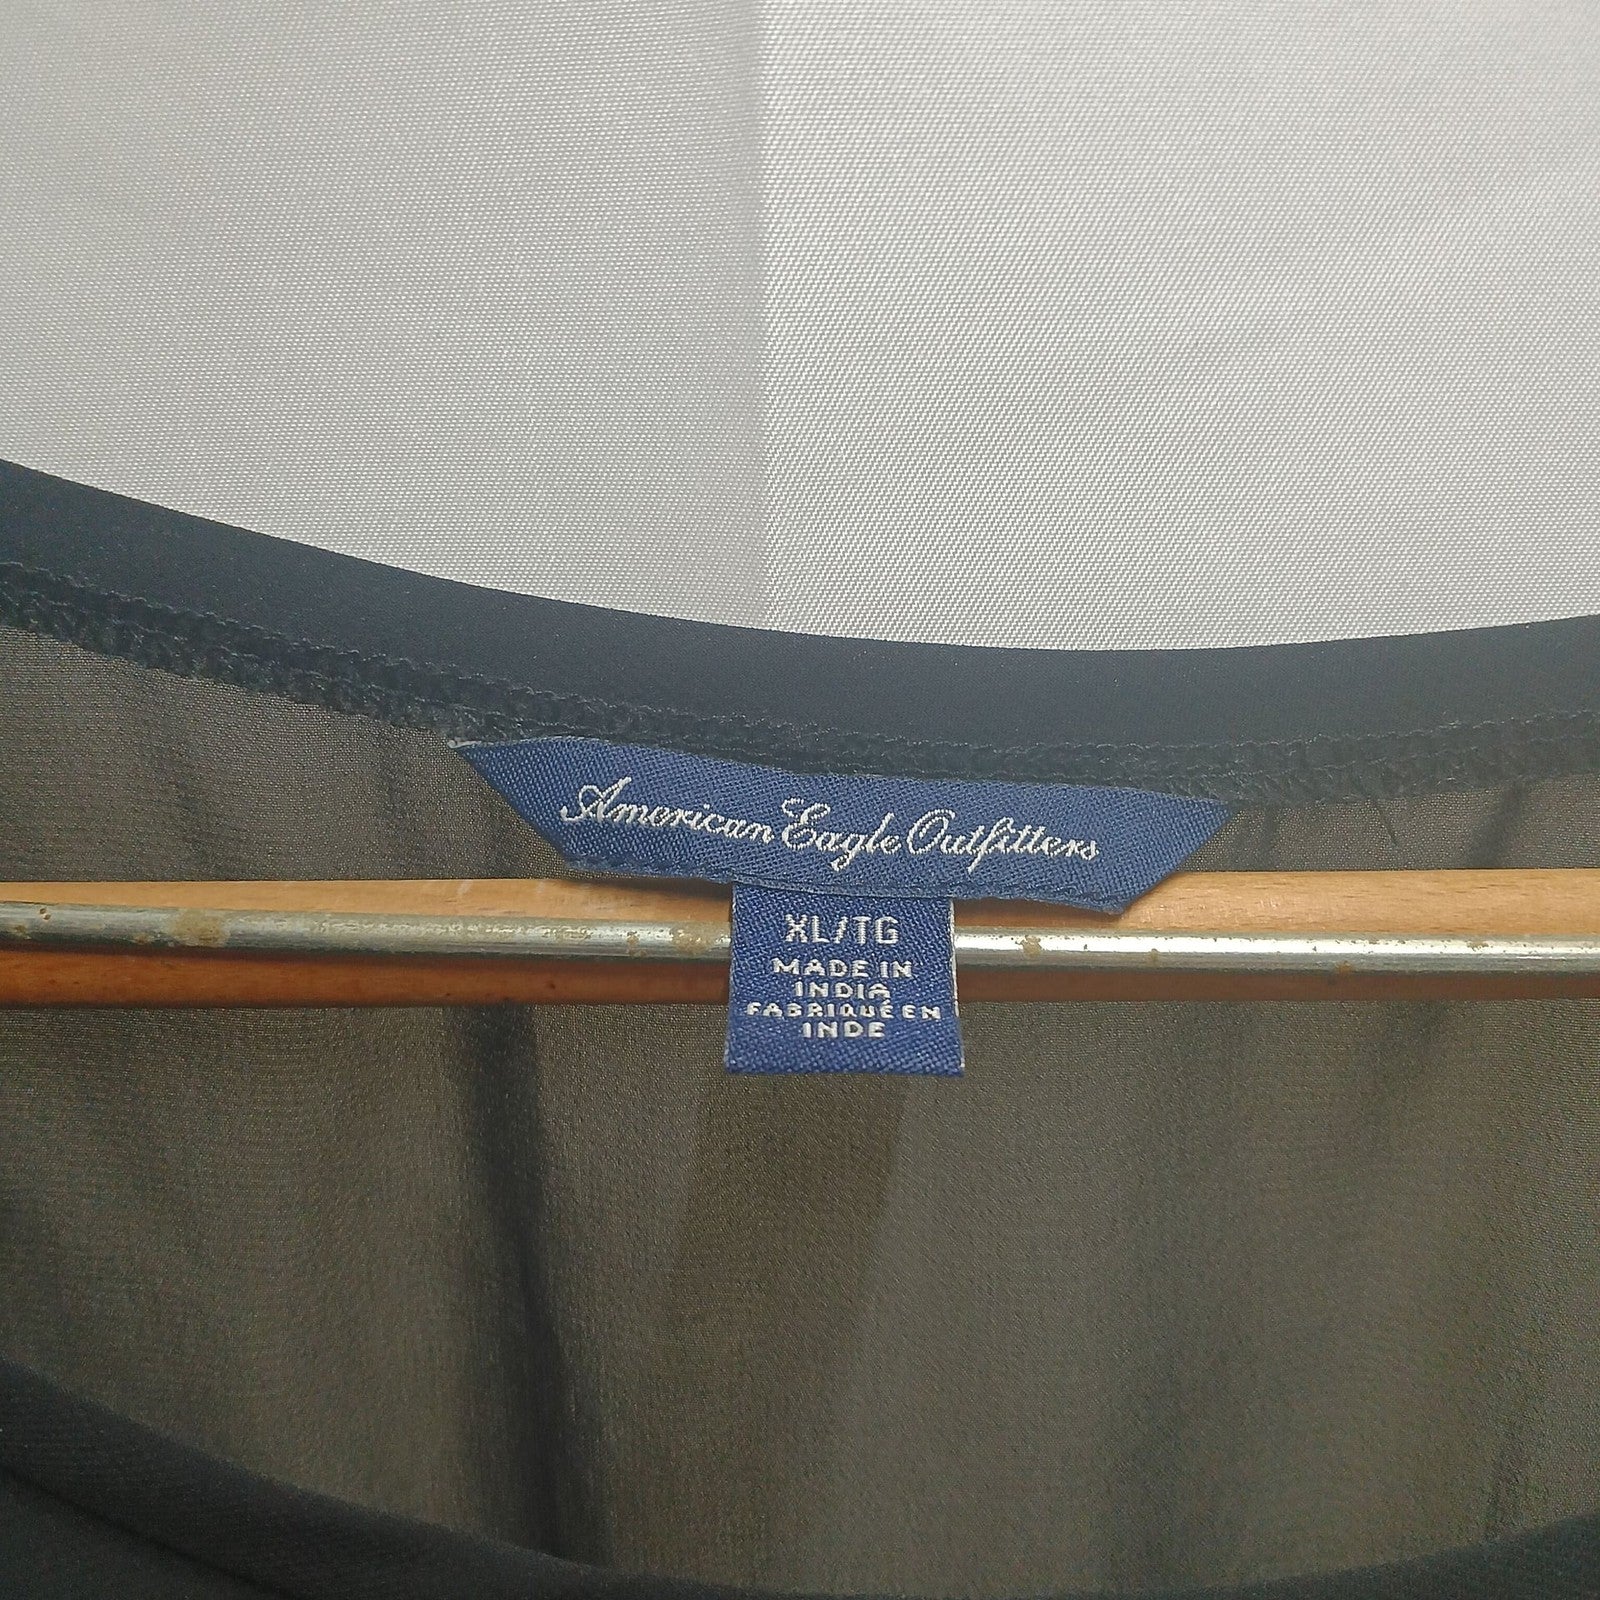 American Eagle Outfitters
XL/TG
MADE IN
INDIA
FABRIQUÉ EN
INDE